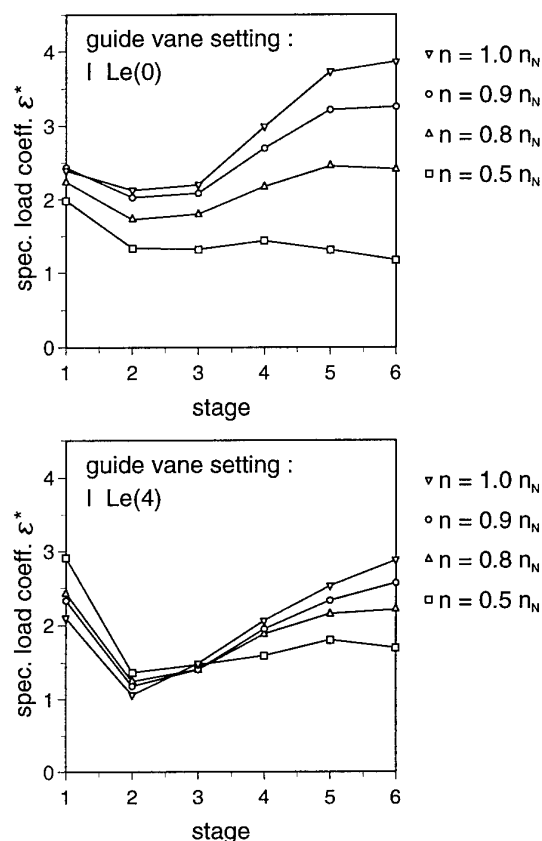 guide vane setting :
I Le(0)
spec. load coeff. ε*
4
3
2
1
0
1 2 3 4 5 6
stage
n = 1.0 nN
n = 0.9 nN
n = 0.8 nN
n = 0.5 nN
guide vane setting :
I Le(4)
spec. load coeff. ε*
4
3
2
1
0
1 2 3 4 5 6
stage
n = 1.0 nN
n = 0.9 nN
n = 0.8 nN
n = 0.5 nN